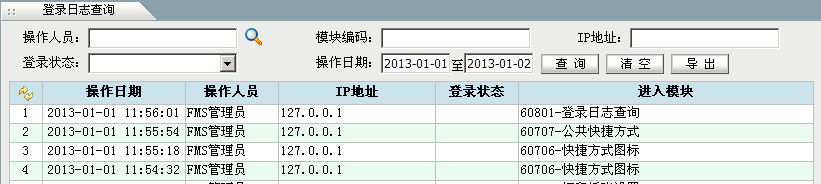 登录日志查询
操作人员： 模块编码： IP地址：
登录状态： 操作日期： 2013-01-01 至 2013-01-02 查 询 清 空 导 出
操作日期 操作人员 IP地址 登录状态 进入模块
1 2013-01-01 11:56:01 FMS管理员 127.0.0.1 60801-登录日志查询
2 2013-01-01 11:55:54 FMS管理员 127.0.0.1 60707-公共快捷方式
3 2013-01-01 11:55:18 FMS管理员 127.0.0.1 60706-快捷方式图标
4 2013-01-01 11:54:32 FMS管理员 127.0.0.1 60706-快捷方式图标